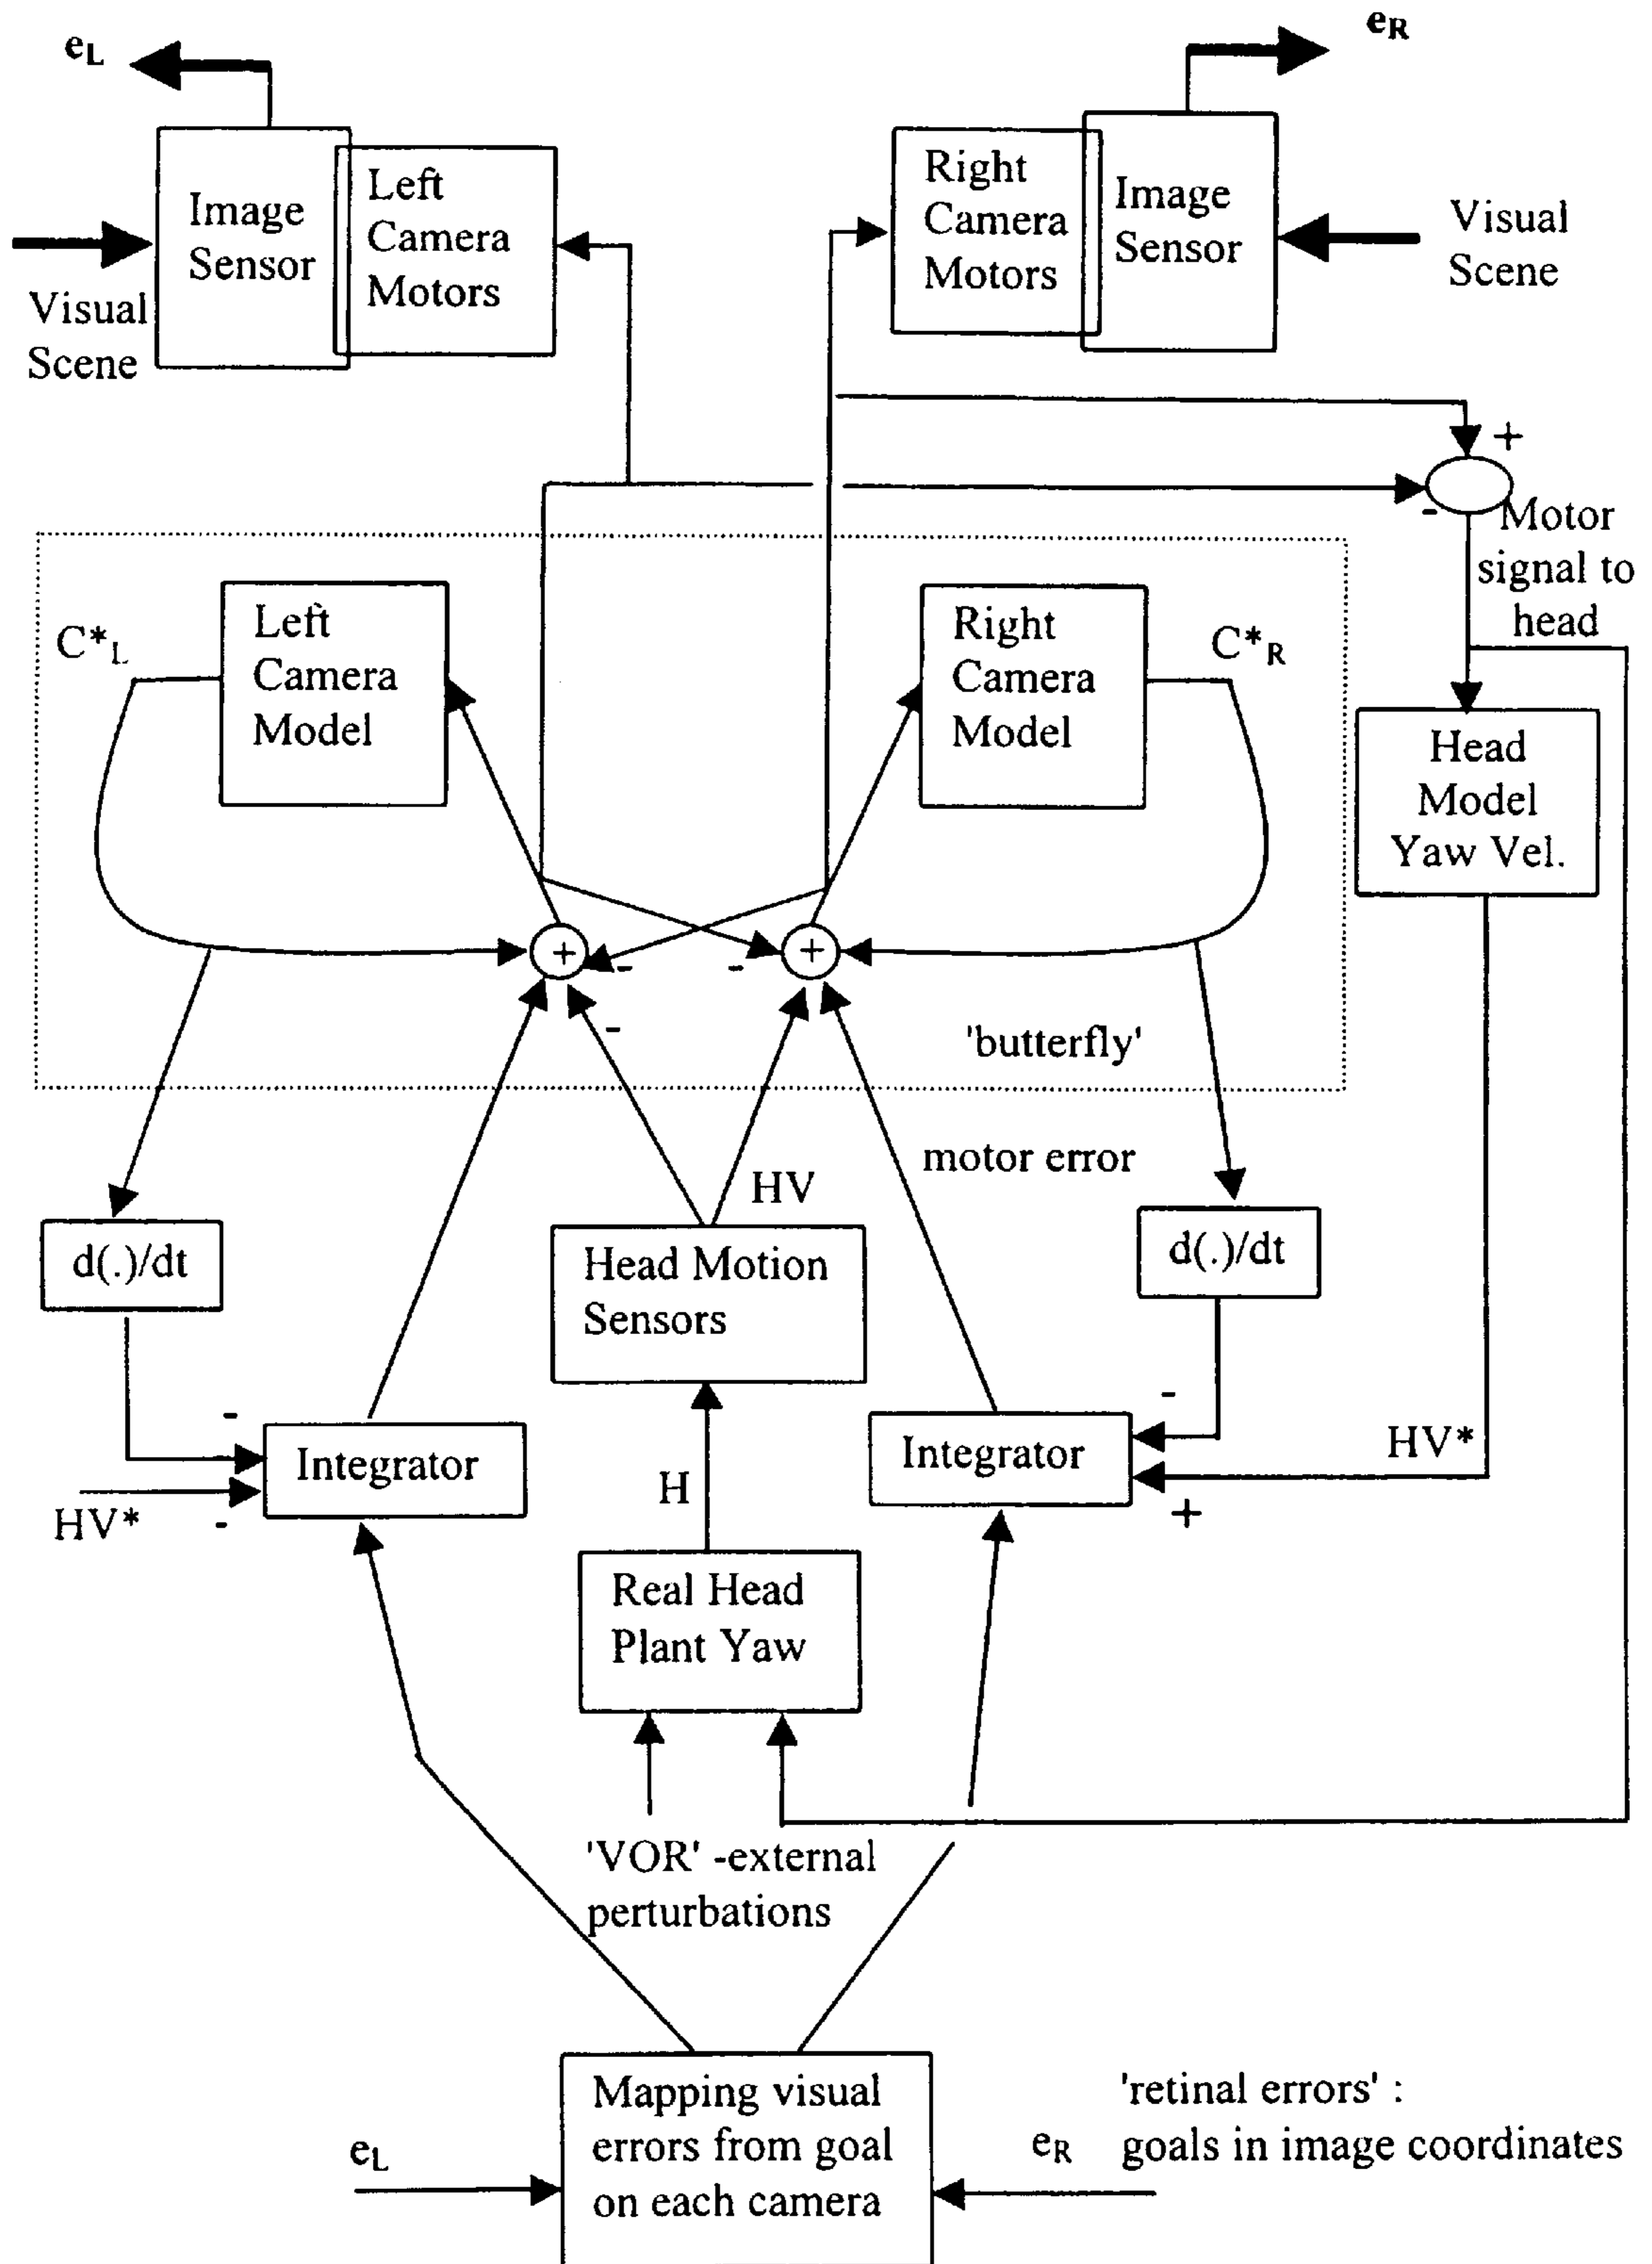 eL
eR
Image
Sensor
Left
Camera
Motors
Right
Camera
Motors
Image
Sensor
Visual
Scene
Visual
Scene
+
-
Motor
signal to
head
C*L
Left
Camera
Model
Right
Camera
Model
C*R
Head
Model
Yaw Vel.
+
-
-
+
-
'butterfly'
motor error
HV
d(.)/dt
Head Motion
Sensors
d(.)/dt
-
-
Integrator
Integrator
HV*
H
HV*
-
+
Real Head
Plant Yaw
'VOR' -external
perturbations
Mapping visual
errors from goal
on each camera
eL
eR
'retinal errors' :
goals in image coordinates